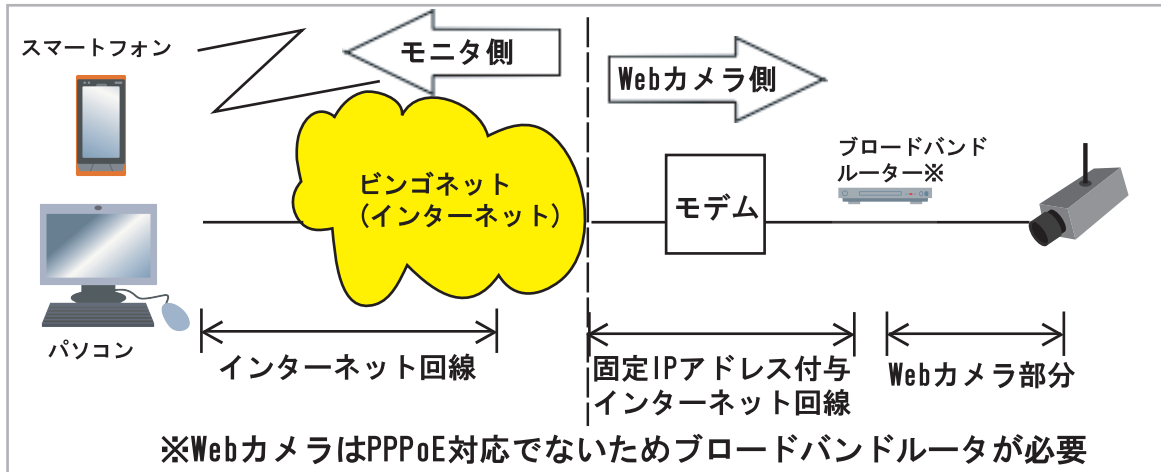 スマートフォン
モニタ側
Webカメラ側
ブロードバンド
ルーター※
ビンゴネット
(インターネット)
モデム
パソコン
インターネット回線
固定IPアドレス付与
インターネット回線
Webカメラ部分
※WebカメラはPPPoE対応でないためブロードバンドルータが必要